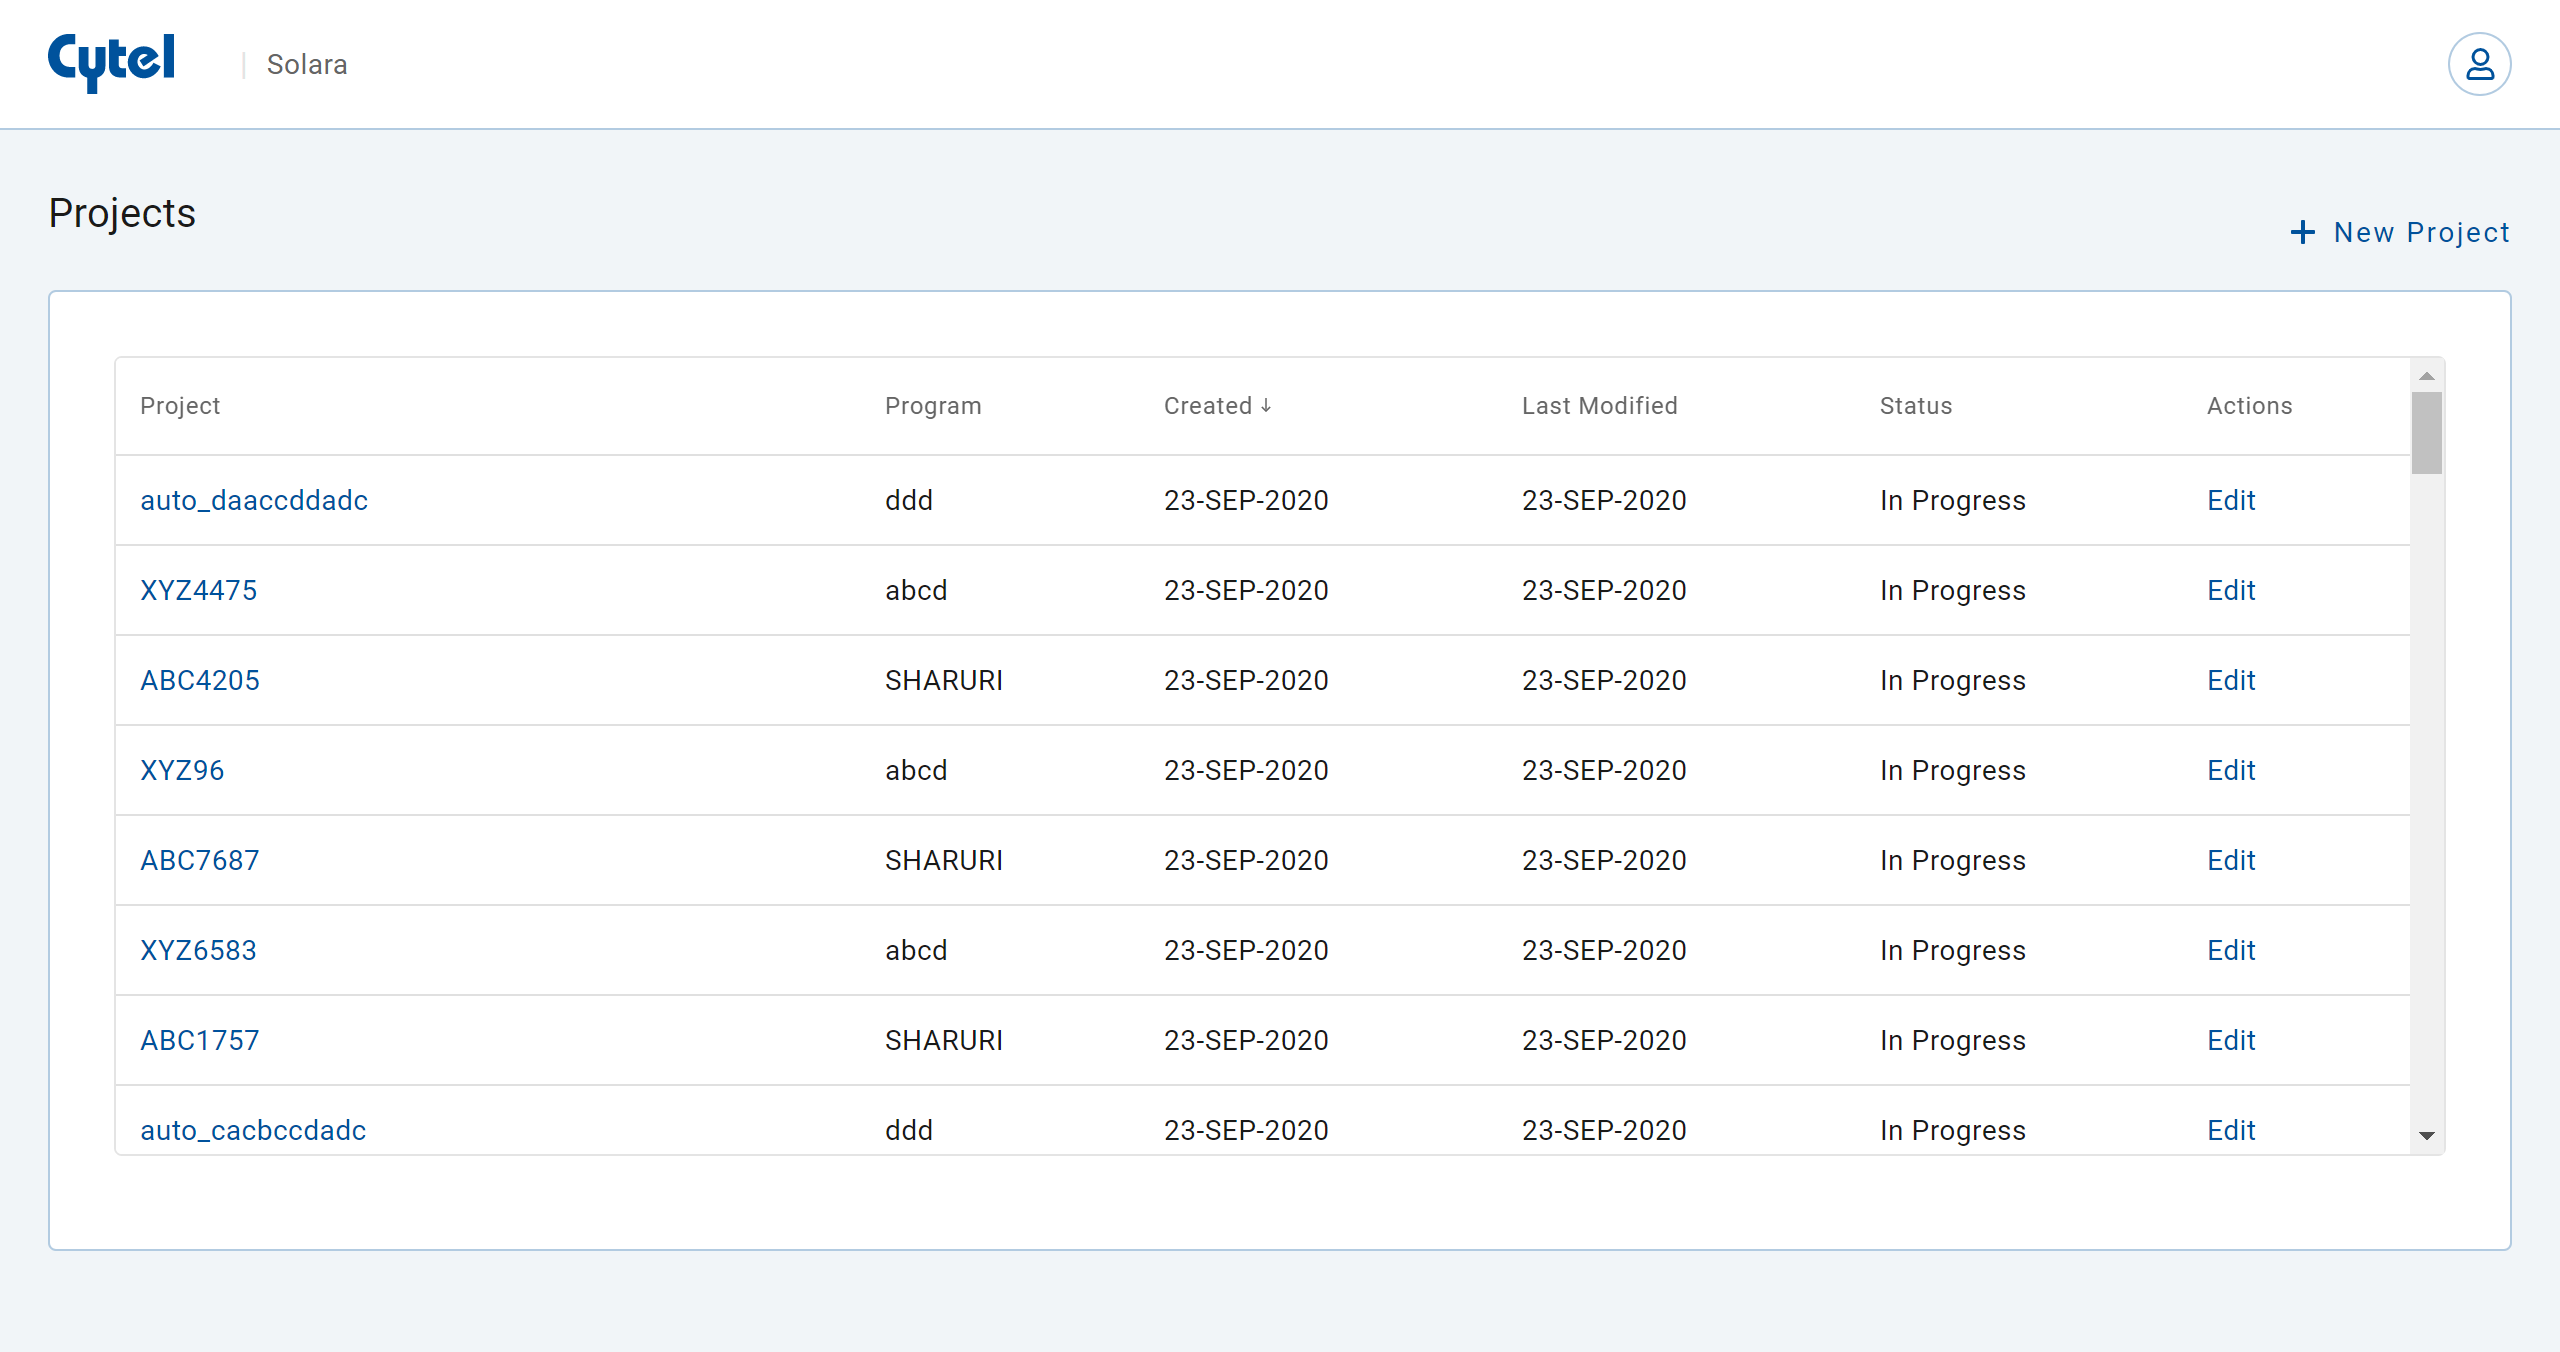 Cytel | Solara
Projects
+ New Project
Project Program Created ↓ Last Modified Status Actions
auto_daaccddadc ddd 23-SEP-2020 23-SEP-2020 In Progress Edit
XYZ4475 abcd 23-SEP-2020 23-SEP-2020 In Progress Edit
ABC4205 SHARURI 23-SEP-2020 23-SEP-2020 In Progress Edit
XYZ96 abcd 23-SEP-2020 23-SEP-2020 In Progress Edit
ABC7687 SHARURI 23-SEP-2020 23-SEP-2020 In Progress Edit
XYZ6583 abcd 23-SEP-2020 23-SEP-2020 In Progress Edit
ABC1757 SHARURI 23-SEP-2020 23-SEP-2020 In Progress Edit
auto_cacbccdadc ddd 23-SEP-2020 23-SEP-2020 In Progress Edit